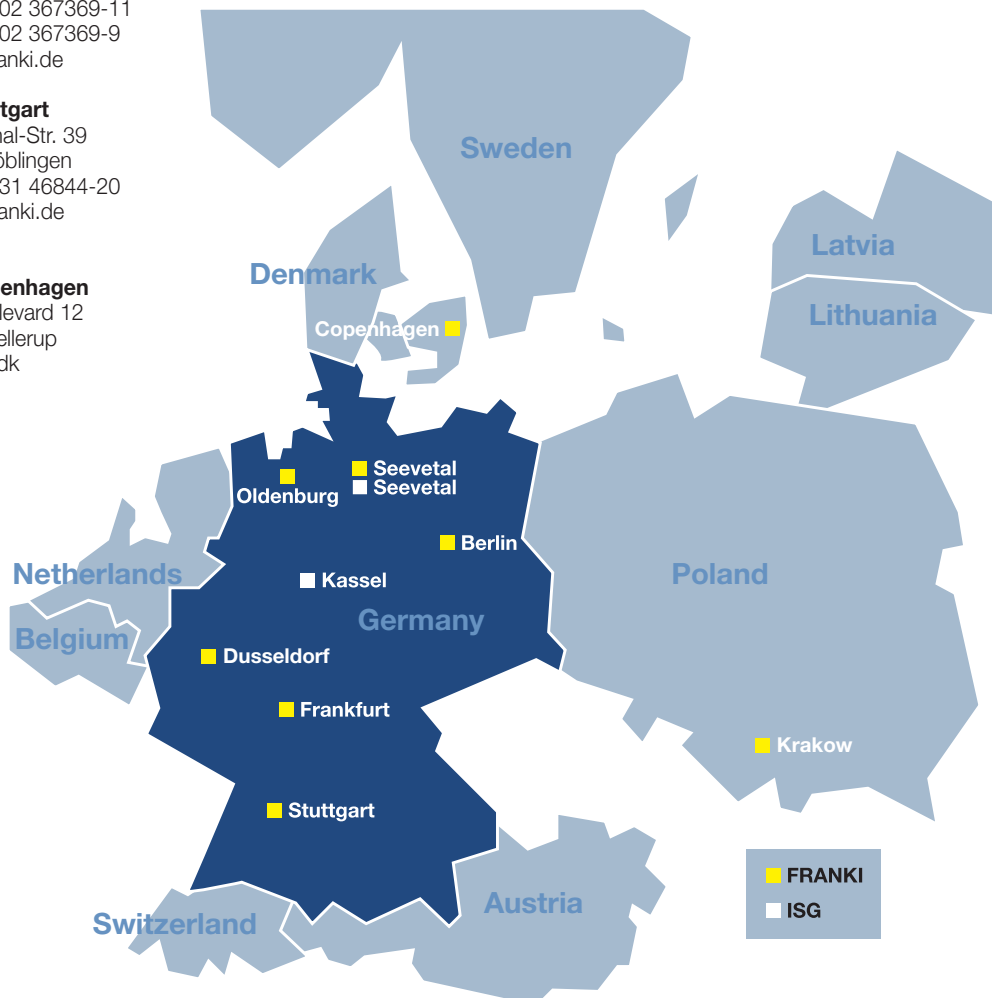 02 367369-11
02 367369-9
anki.de
tgart
nal-Str. 39
öblingen
31 46844-20
anki.de
enhagen
levard 12
ellerup
dk
Sweden
Latvia
Denmark
Lithuania
Copenhagen
Seevetal
Seevetal
Oldenburg
Berlin
Netherlands
Kassel
Poland
Germany
Belgium
Dusseldorf
Frankfurt
Krakow
Stuttgart
FRANKI
ISG
Austria
Switzerland